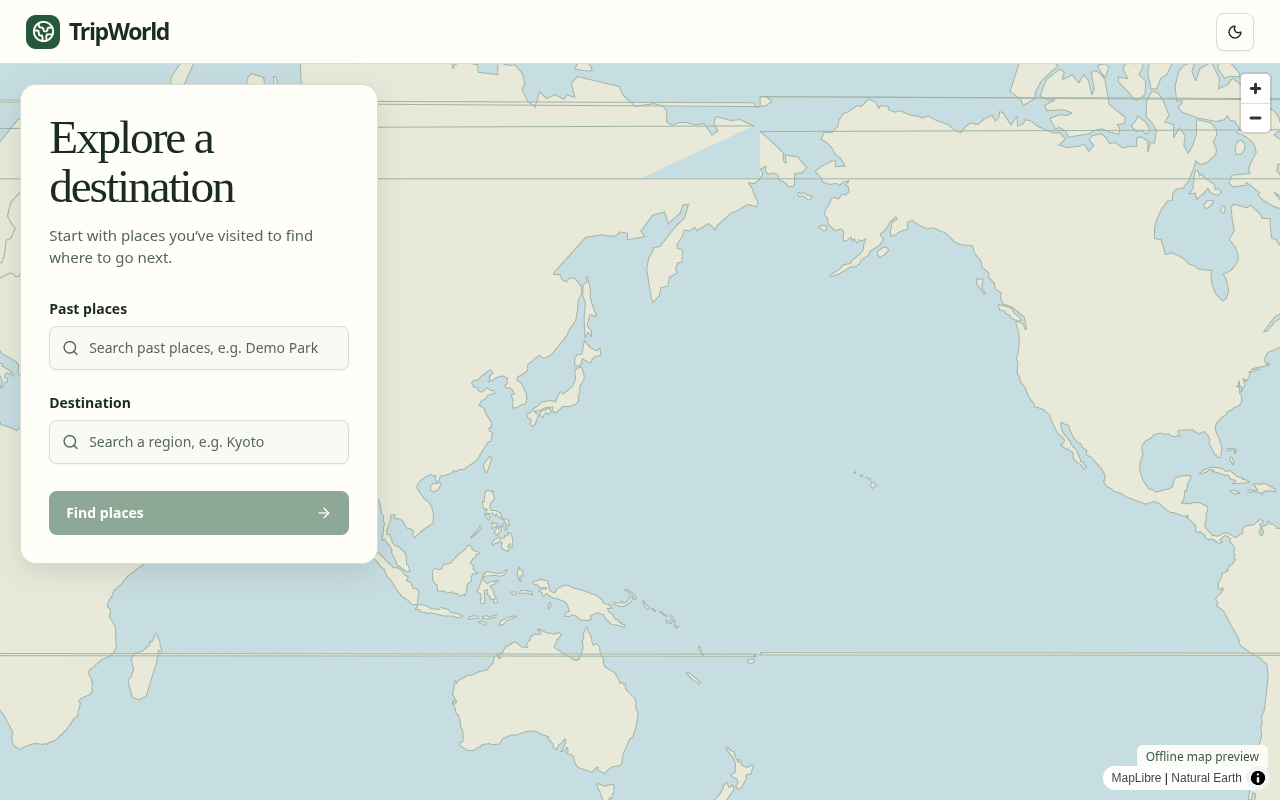 TripWorld
Explore a
destination
Start with places you’ve visited to find
where to go next.
Past places
Search past places, e.g. Demo Park
Destination
Search a region, e.g. Kyoto
Find places
Offline map preview
MapLibre | Natural Earth